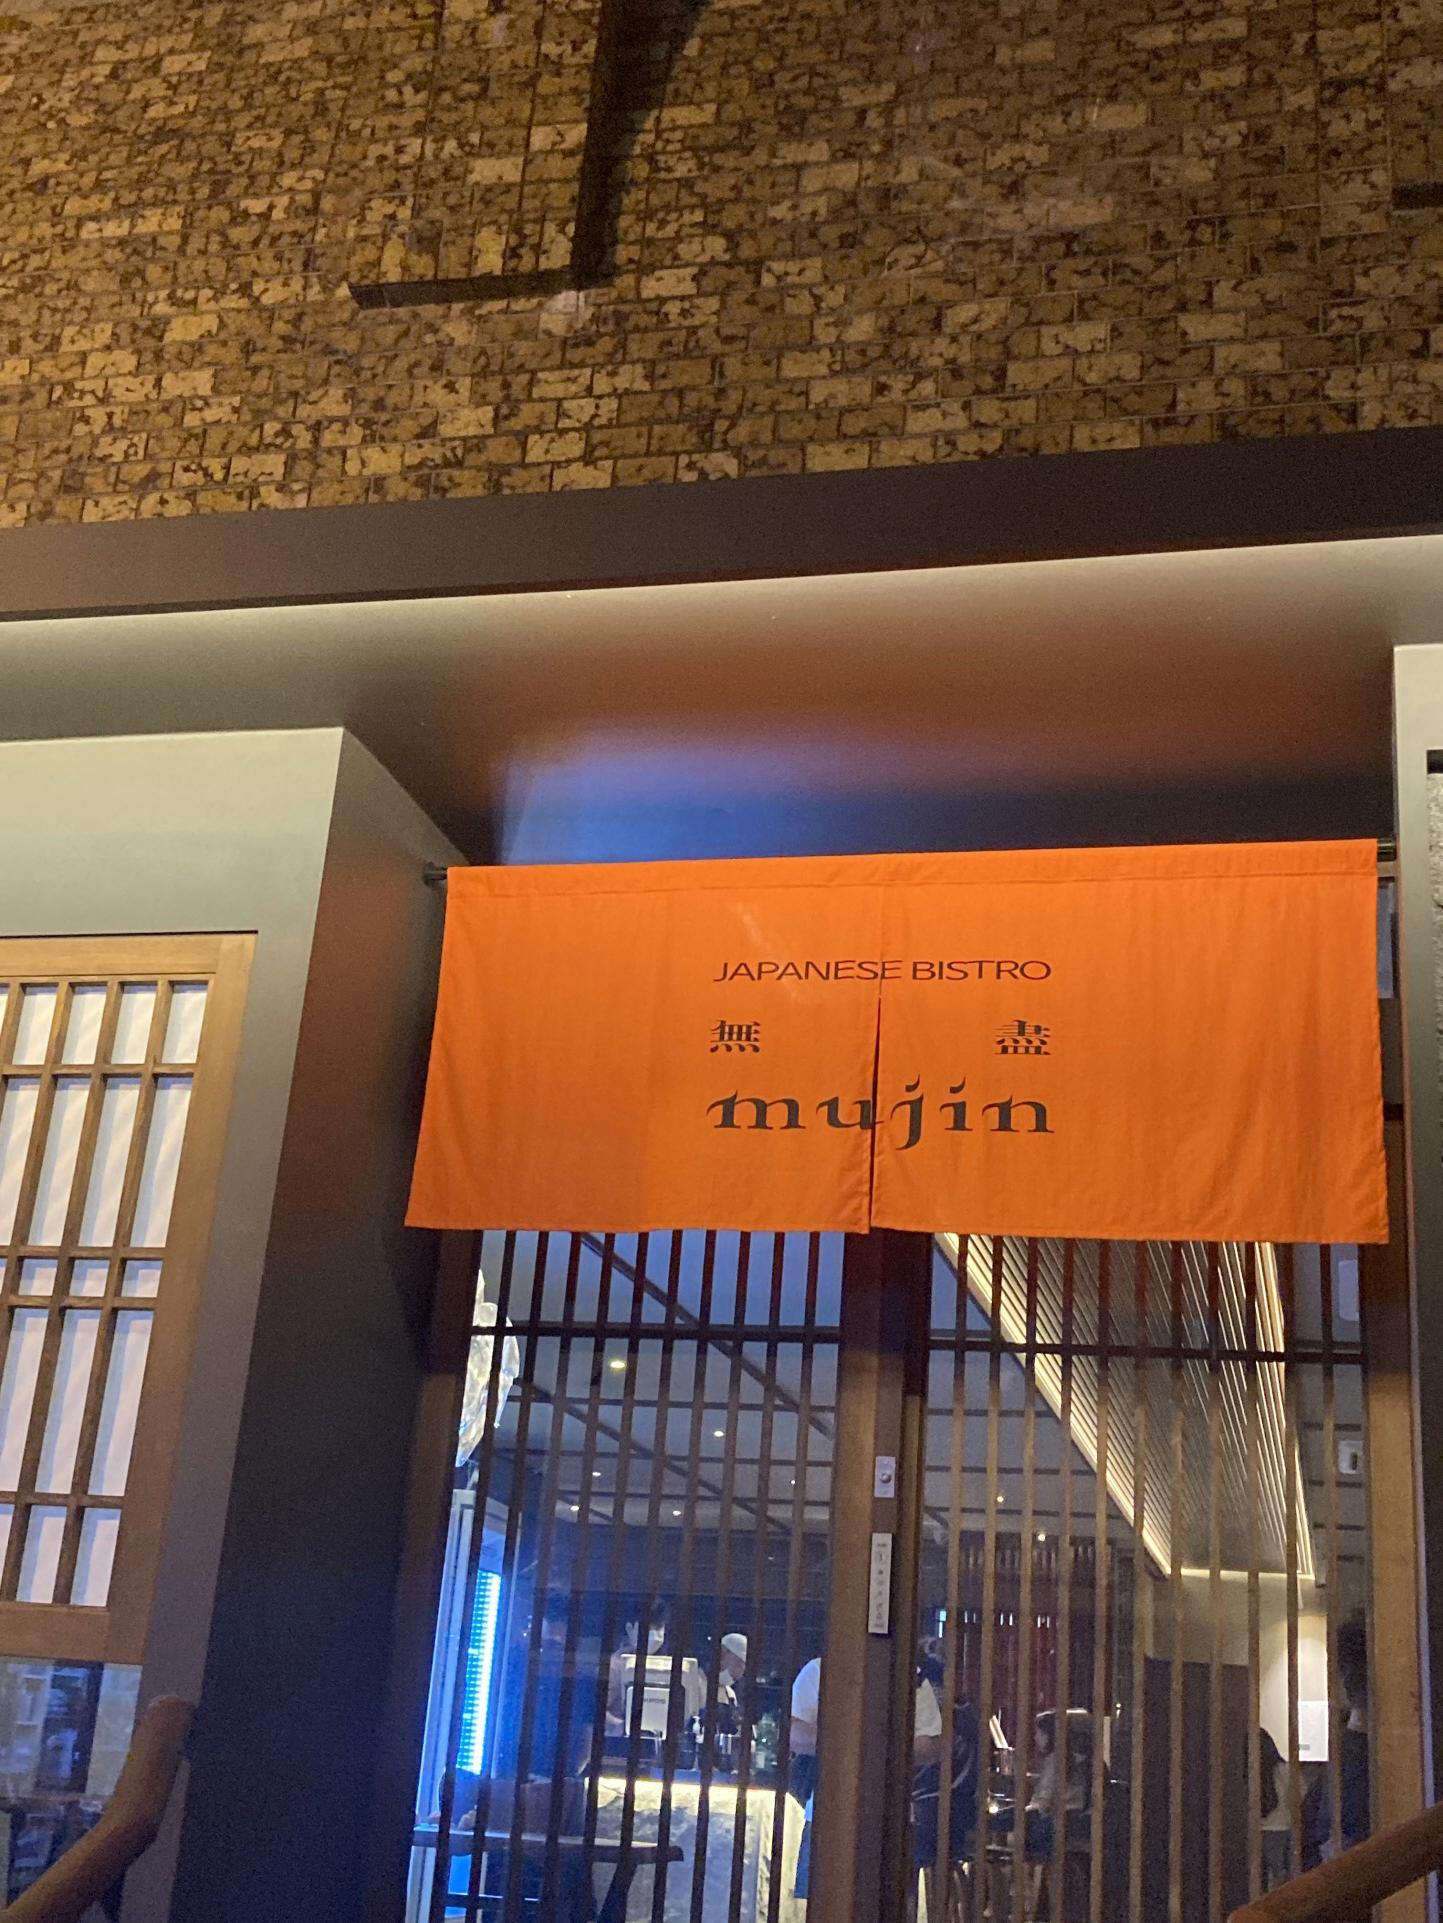 JAPANESE BISTRO
無 盡
mujin